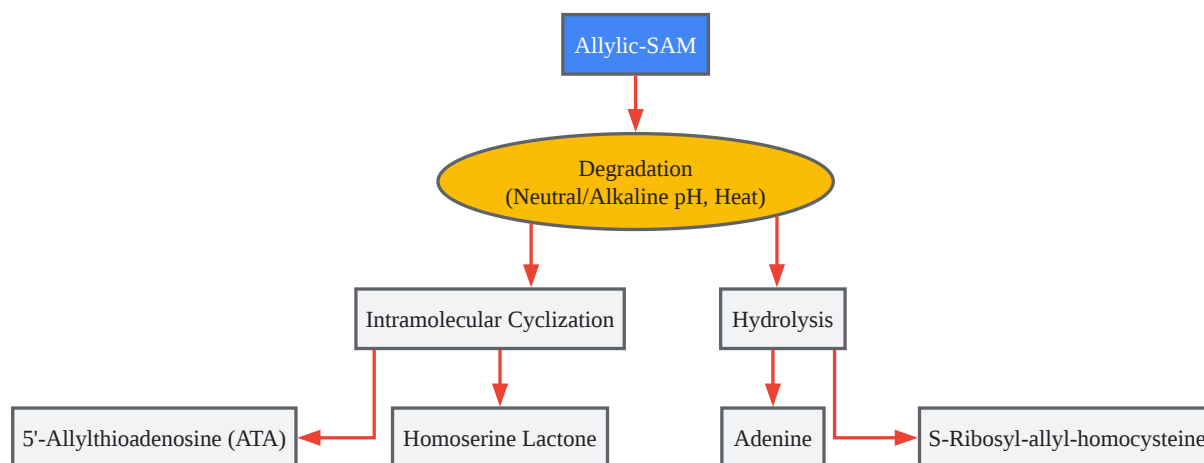 Allylic-SAM
Degradation
(Neutral/Alkaline pH, Heat)
Intramolecular Cyclization
Hydrolysis
5'-Allylthioadenosine (ATA)
Homoserine Lactone
Adenine
S-Ribosyl-allyl-homocysteine